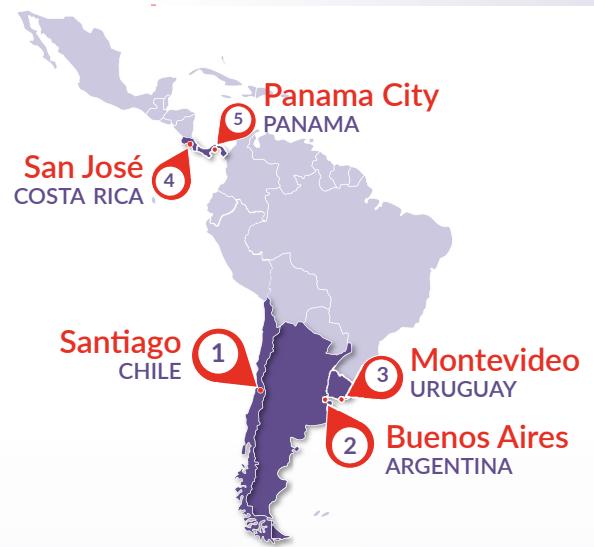 Panama City
PANAMA
5
San José
COSTA RICA
4
Santiago
CHILE
1
Montevideo
URUGUAY
3
Buenos Aires
ARGENTINA
2